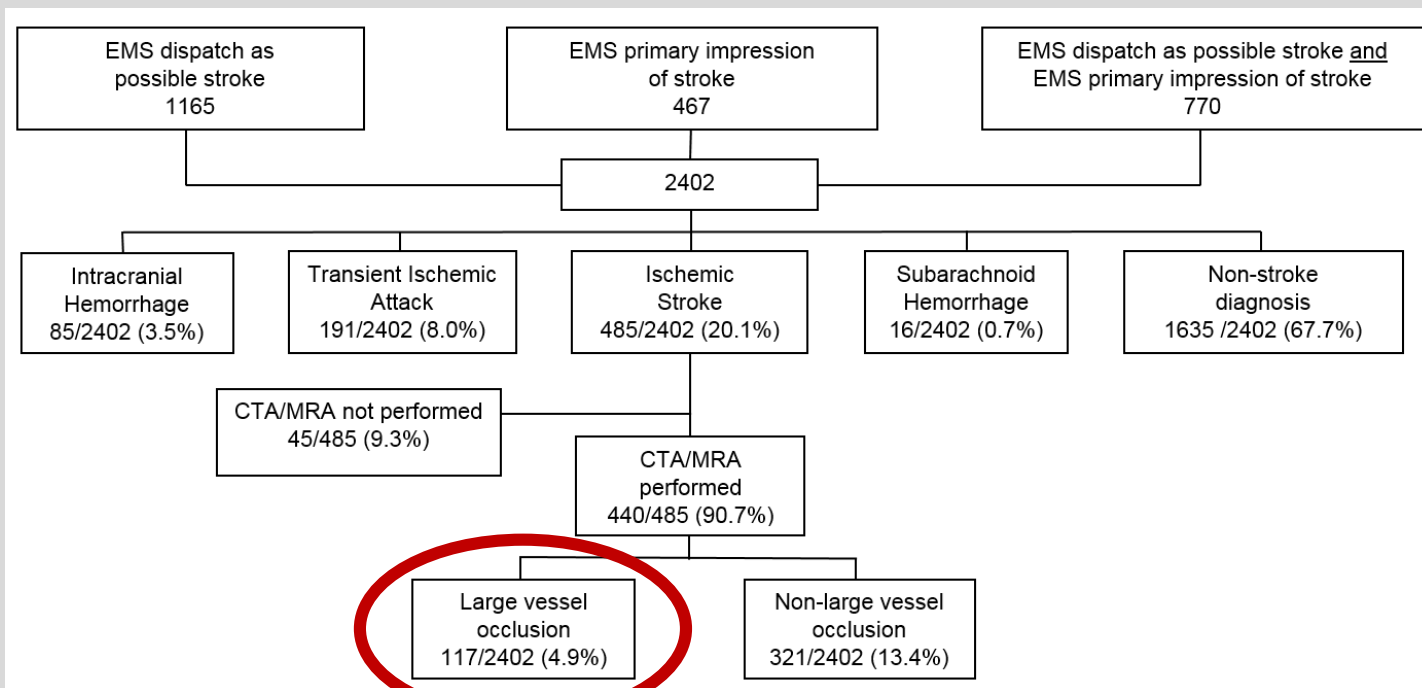 EMS dispatch as
possible stroke
1165
EMS primary impression
of stroke
467
EMS dispatch as possible stroke and
EMS primary impression of stroke
770
2402
Intracranial
Hemorrhage
85/2402 (3.5%)
Transient Ischemic
Attack
191/2402 (8.0%)
Ischemic
Stroke
485/2402 (20.1%)
Subarachnoid
Hemorrhage
16/2402 (0.7%)
Non-stroke
diagnosis
1635 /2402 (67.7%)
CTA/MRA not performed
45/485 (9.3%)
CTA/MRA
performed
440/485 (90.7%)
Large vessel
occlusion
117/2402 (4.9%)
Non-large vessel
occlusion
321/2402 (13.4%)